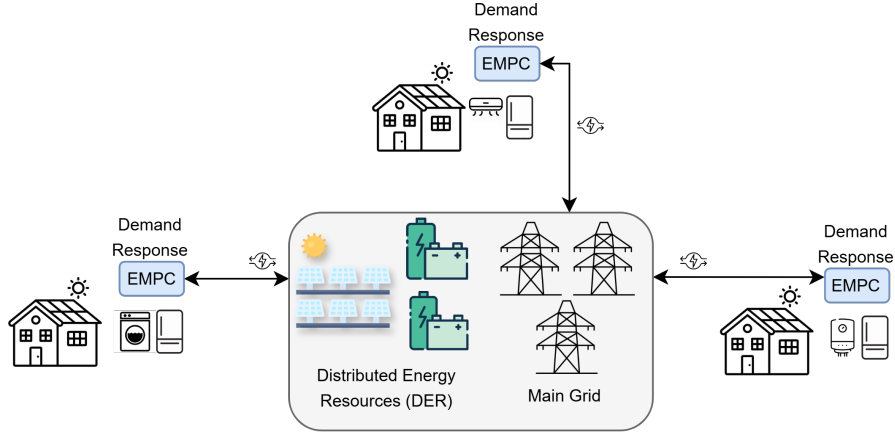 Demand
Response
EMPC
Demand
Response
EMPC
Demand
Response
EMPC
Distributed Energy
Resources (DER)
Main Grid